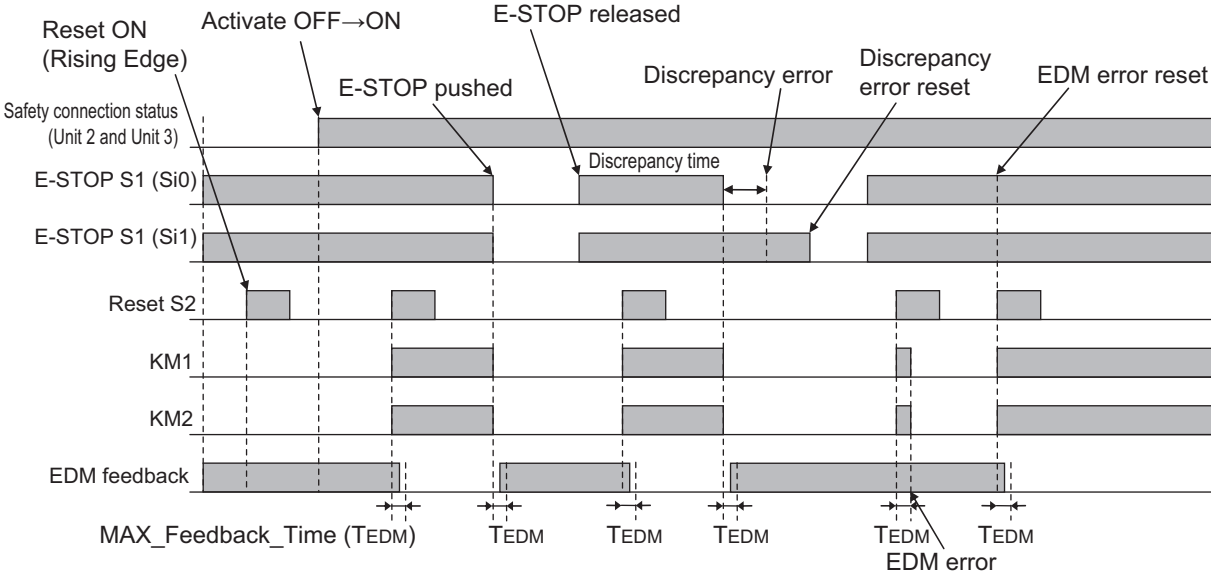 E-STOP released
Activate OFF→ON
Reset ON
(Rising Edge)
Discrepancy error
Discrepancy
error reset
EDM error reset
E-STOP pushed
Safety connection status
(Unit 2 and Unit 3)
Discrepancy time
E-STOP S1 (Si0)
E-STOP S1 (Si1)
Reset S2
KM1
KM2
EDM feedback
MAX_Feedback_Time (TEDM) TEDM TEDM TEDM TEDM TEDM
EDM error